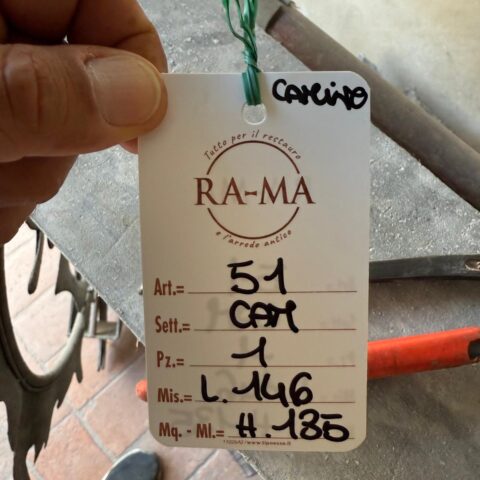 CAMINO
Tutto per il restauro
RA-MA
e l'arredo antico
Art.= 51
Sett.= CAM
Pz.= 1
Mis.= L. 146
Mq. - Ml.= H. 135